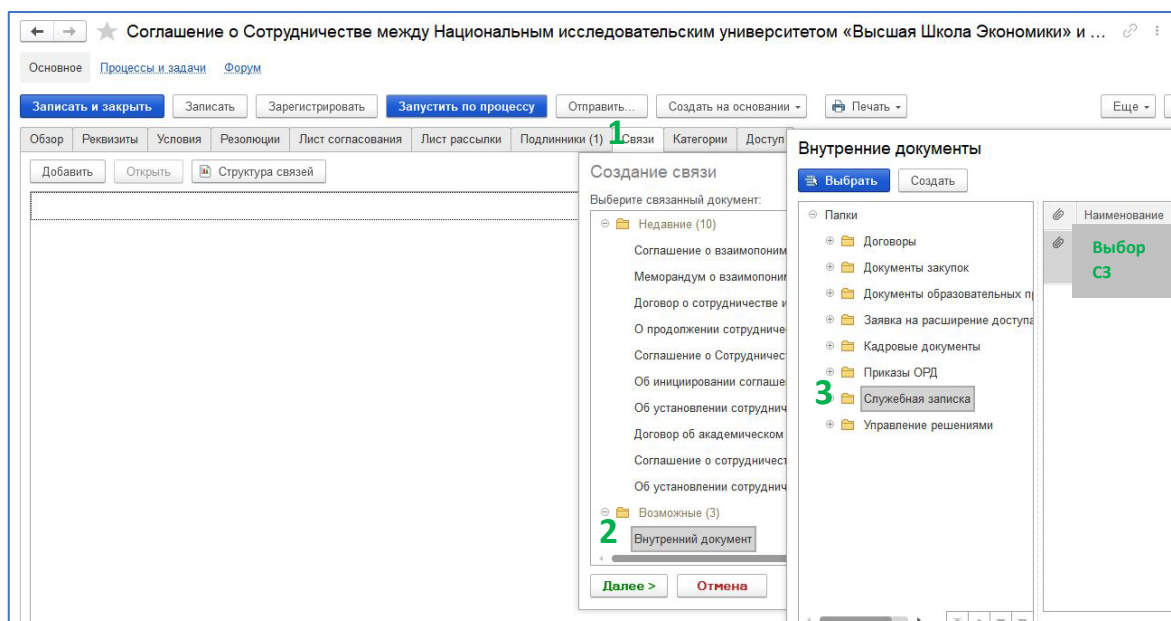 Соглашение о Сотрудничестве между Национальным исследовательским университетом «Высшая Школа Экономики» и ...
Основное Процессы и задачи Форум
Записать и закрыть Записать Зарегистрировать Запустить по процессу Отправить... Создать на основании Печать Еще
Обзор Реквизиты Условия Резолюции Лист согласования Лист рассылки Подлинники (1) 1 Связи Категории Доступ
Добавить Открыть Структура связей
Создание связи
Выберите связанный документ:
Недавние (10)
Соглашение о взаимопоним
Меморандум о взаимопоним
Договор о сотрудничестве и
О продолжении сотрудниче
Соглашение о Сотрудничес
Об инициировании соглаше
Об установлении сотруднич
Договор об академическом
Соглашение о сотрудничест
Об установлении сотруднич
Возможные (3)
2 Внутренний документ
Далее > Отмена
Внутренние документы
Выбрать Создать
Папки
Договоры
Документы закупок
Документы образовательных п
Заявка на расширение доступа
Кадровые документы
Приказы ОРД
3 Служебная записка
Управление решениями
Наименование
Выбор
СЗ